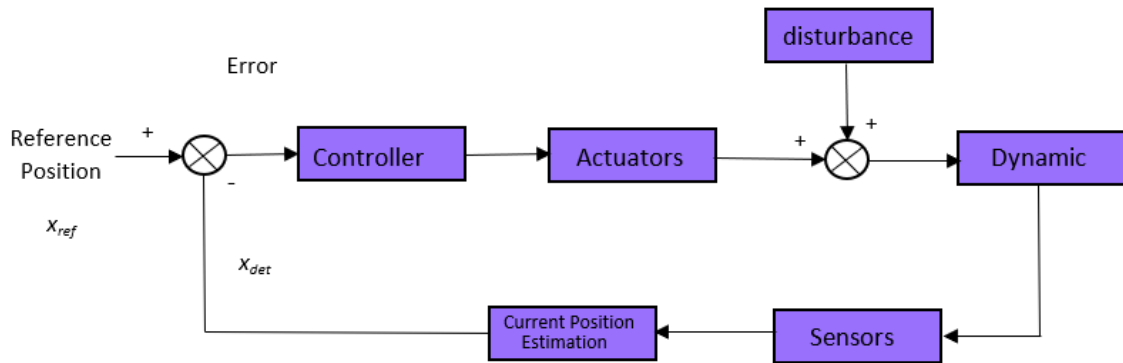 disturbance
Error
Reference
Position
+
-
Controller
Actuators
+
+
Dynamic
x_ref
x_det
Current Position
Estimation
Sensors